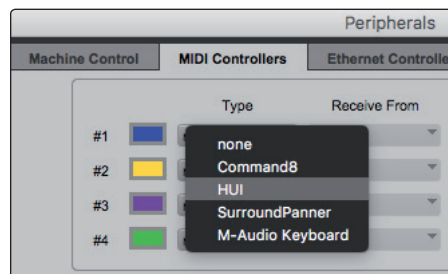 Peripherals
Machine Control MIDI Controllers Ethernet Controlle
Type Receive From
#1
none
Command8
#2
HUI
#3
SurroundPanner
M-Audio Keyboard
#4